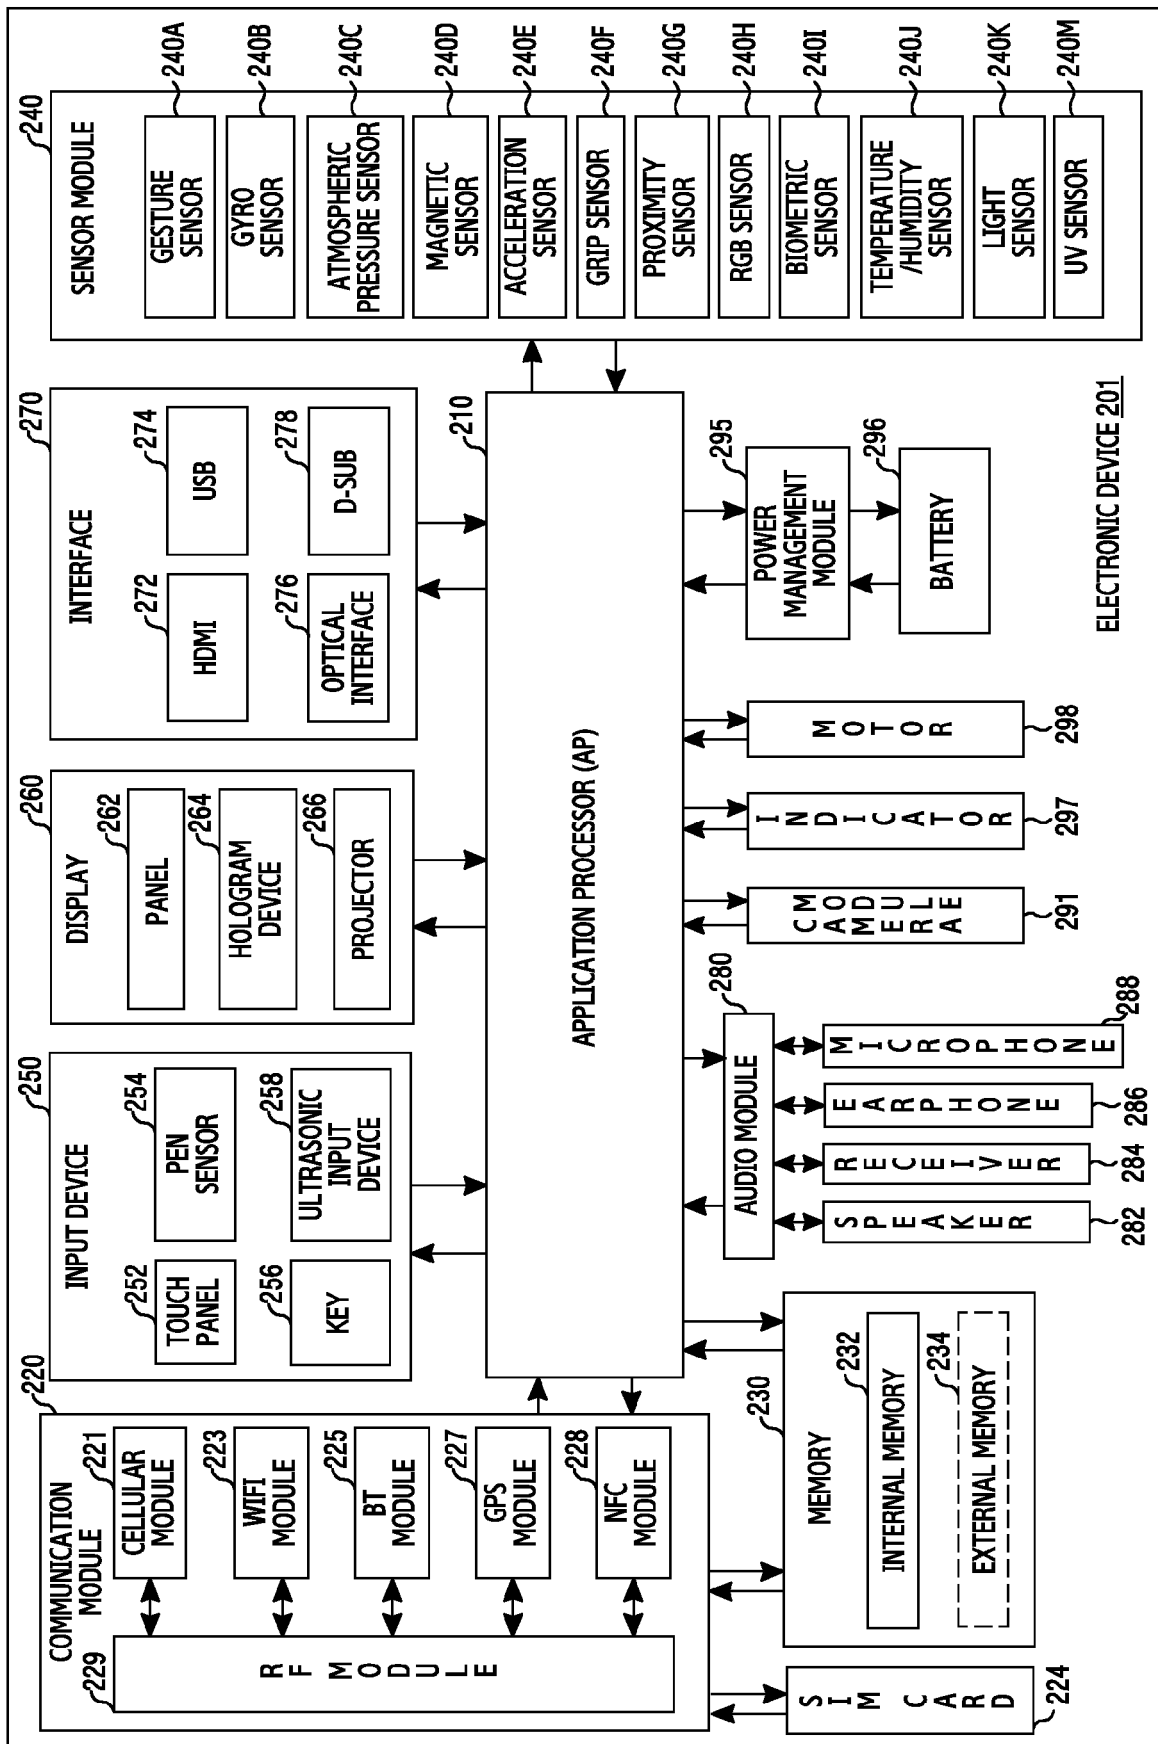 COMMUNICATION
MODULE
220
229
RF MODULE
221
CELLULAR
MODULE
223
WIFI
MODULE
225
BT
MODULE
227
GPS
MODULE
228
NFC
MODULE
INPUT DEVICE
250
252
TOUCH
PANEL
254
PEN
SENSOR
256
KEY
258
ULTRASONIC
INPUT
DEVICE
DISPLAY
260
262
PANEL
264
HOLOGRAM
DEVICE
266
PROJECTOR
INTERFACE
270
272
HDMI
274
USB
276
OPTICAL
INTERFACE
278
D-SUB
SENSOR MODULE
240
GESTURE
SENSOR
240A
GYRO
SENSOR
240B
ATMOSPHERIC
PRESSURE SENSOR
240C
MAGNETIC
SENSOR
240D
ACCELERATION
SENSOR
240E
GRIP SENSOR
240F
PROXIMITY
SENSOR
240G
RGB SENSOR
240H
BIOMETRIC
SENSOR
240I
TEMPERATURE
/HUMIDITY
SENSOR
240J
LIGHT
SENSOR
240K
UV SENSOR
240M
APPLICATION PROCESSOR (AP)
210
SIM CARD
224
230
MEMORY
232
INTERNAL MEMORY
234
EXTERNAL MEMORY
AUDIO MODULE
280
SPEAKER
282
RECEIVER
284
EARPHONE
286
MICROPHONE
288
CAMERA
MODULE
291
INDICATOR
297
MOTOR
298
POWER
MANAGEMENT
MODULE
295
BATTERY
296
ELECTRONIC DEVICE 201